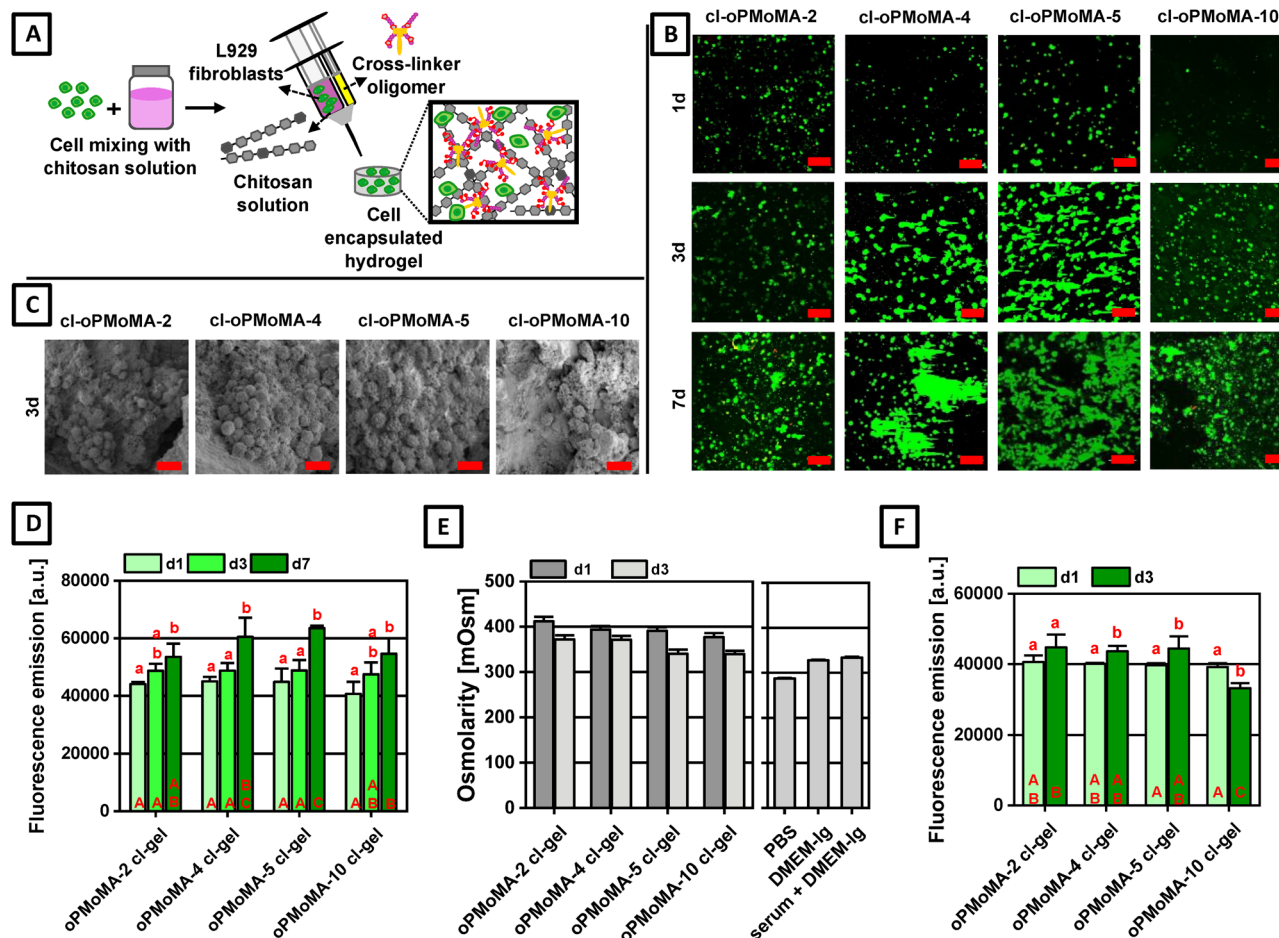 A
L929
fibroblasts
Cross-linker
oligomer
Cell mixing with
chitosan solution
Chitosan
solution
Cell
encapsulated
hydrogel
B
cl-oPMoMA-2 cl-oPMoMA-4 cl-oPMoMA-5 cl-oPMoMA-10
1d
3d
7d
C
cl-oPMoMA-2 cl-oPMoMA-4 cl-oPMoMA-5 cl-oPMoMA-10
3d
D
d1 d3 d7
Fluorescence emission [a.u.]
80000
60000
40000
20000
0
a a b b
a a b
a a b
a a b b
A A A B
A A B C
A A C
A A B B
oPMoMA-2 cl-gel
oPMoMA-4 cl-gel
oPMoMA-5 cl-gel
oPMoMA-10 cl-gel
E
d1 d3
Osmolarity [mOsm]
500
400
300
200
100
0
oPMoMA-2 cl-gel
oPMoMA-4 cl-gel
oPMoMA-5 cl-gel
oPMoMA-10 cl-gel
PBS
DMEM-lg
serum + DMEM-lg
F
d1 d3
Fluorescence emission [a.u.]
60000
40000
20000
0
a a
a b
a b
a b
A B B
A B A B
A A B
A C
oPMoMA-2 cl-gel
oPMoMA-4 cl-gel
oPMoMA-5 cl-gel
oPMoMA-10 cl-gel